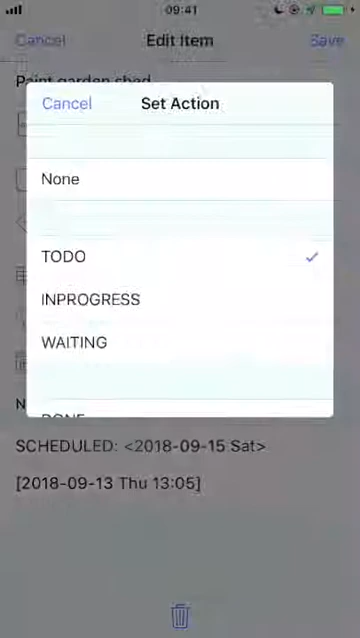 09:41
Cancel Edit Item Save
Paint garden shed
Cancel Set Action
None
TODO
INPROGRESS
WAITING
DONE
SCHEDULED: <2018-09-15 Sat>
[2018-09-13 Thu 13:05]